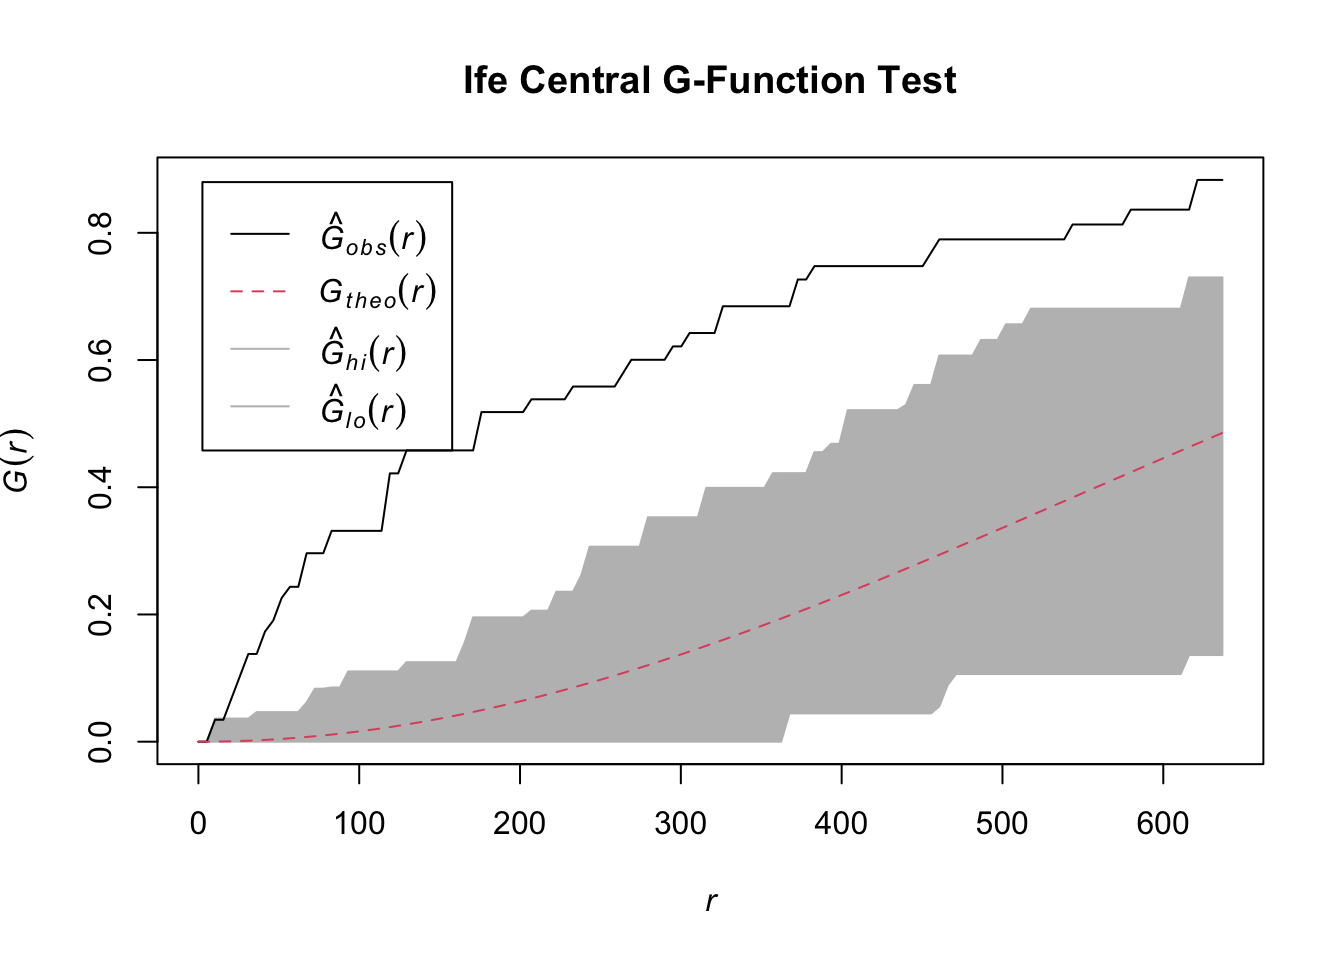 Ife Central G-Function Test
G(r)
0.0 0.2 0.4 0.6 0.8
Ĝobs(r)
Gtheo(r)
Ĝhi(r)
Ĝlo(r)
0 100 200 300 400 500 600
r